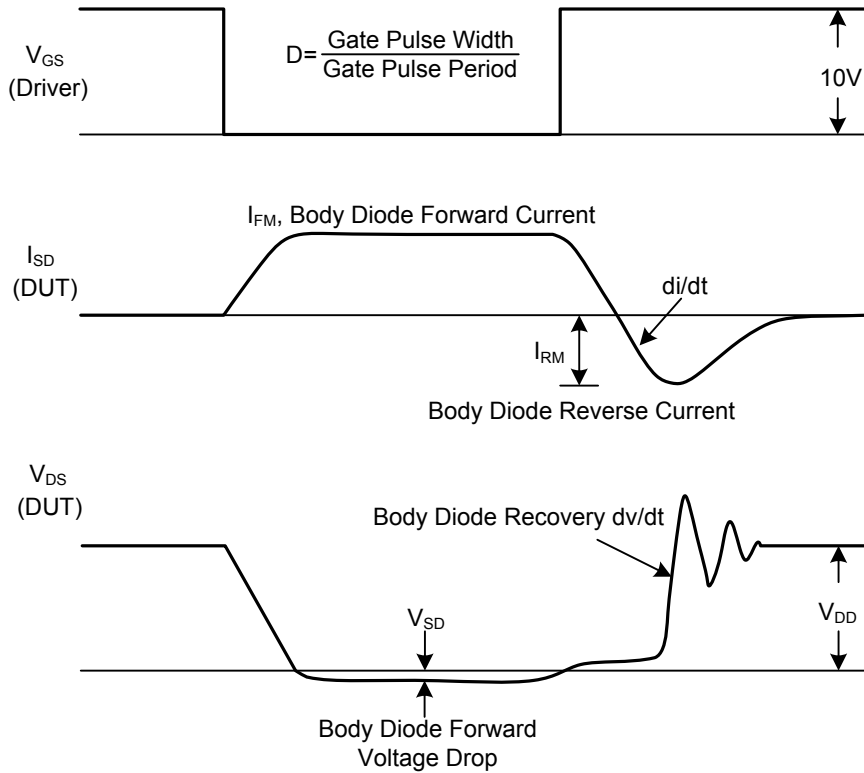 V_GS
(Driver)
D= Gate Pulse Width
Gate Pulse Period
10V
I_FM, Body Diode Forward Current
I_SD
(DUT)
di/dt
I_RM
Body Diode Reverse Current
V_DS
(DUT)
Body Diode Recovery dv/dt
V_SD
V_DD
Body Diode Forward
Voltage Drop